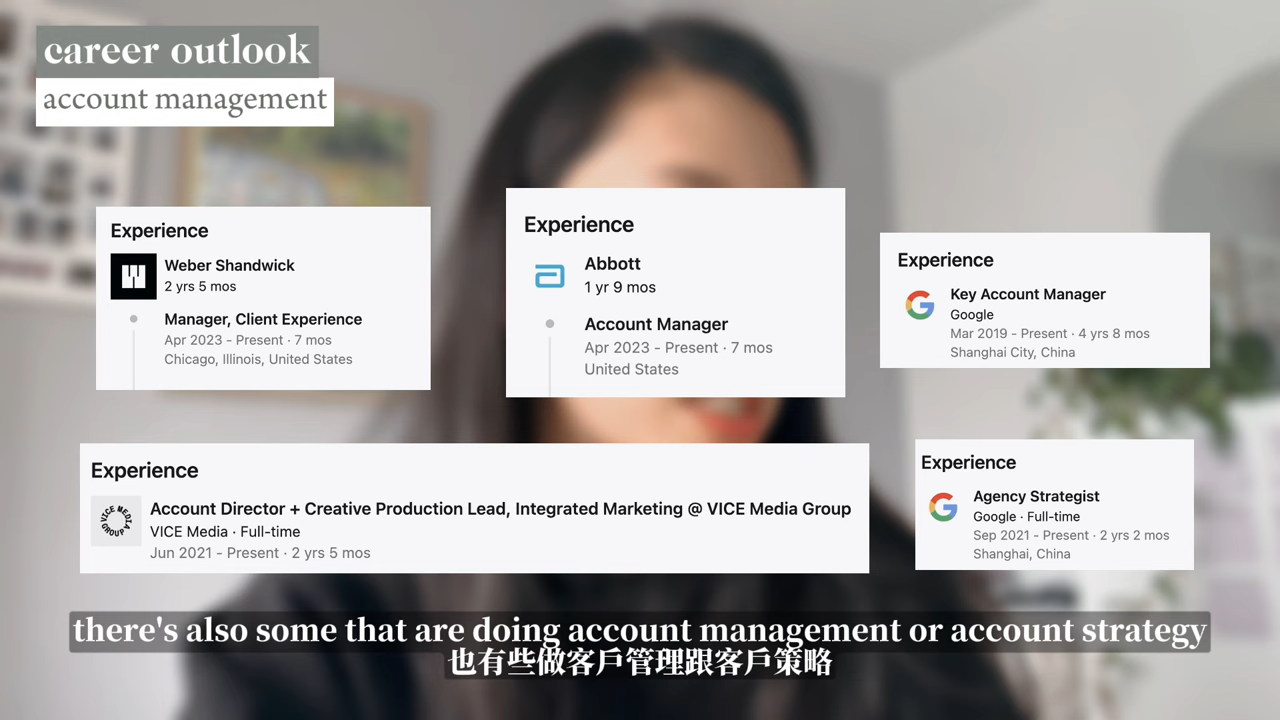 career outlook
account management
Experience
Weber Shandwick
2 yrs 5 mos
Manager, Client Experience
Apr 2023 - Present · 7 mos
Chicago, Illinois, United States
Experience
Abbott
1 yr 9 mos
Account Manager
Apr 2023 - Present · 7 mos
United States
Experience
Key Account Manager
Google
Mar 2019 - Present · 4 yrs 8 mos
Shanghai City, China
Experience
VICE MEDIA GROUP
Account Director + Creative Production Lead, Integrated Marketing @ VICE Media Group
VICE Media · Full-time
Jun 2021 - Present · 2 yrs 5 mos
Experience
Agency Strategist
Google · Full-time
Sep 2021 - Present · 2 yrs 2 mos
Shanghai, China
there's also some that are doing account management or account strategy
也有些做客戶管理跟客戶策略